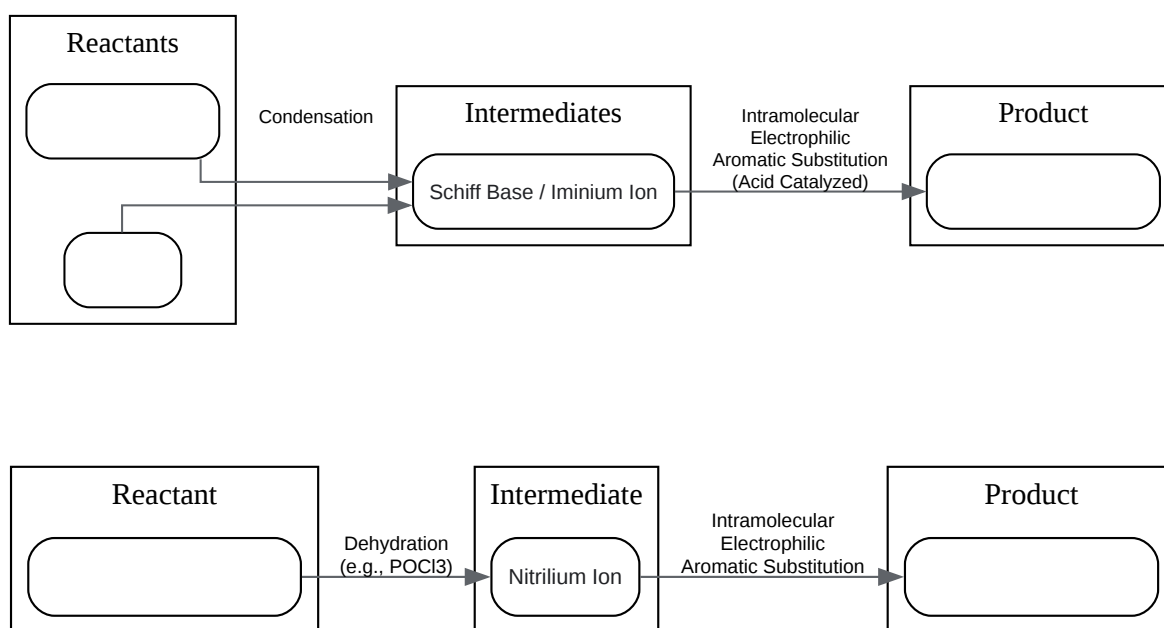 Reactants
Condensation
Intermediates
Schiff Base / Iminium Ion
Intramolecular
Electrophilic
Aromatic Substitution
(Acid Catalyzed)
Product
Reactant
Dehydration
(e.g., POCl3)
Intermediate
Nitrilium Ion
Intramolecular
Electrophilic
Aromatic Substitution
Product